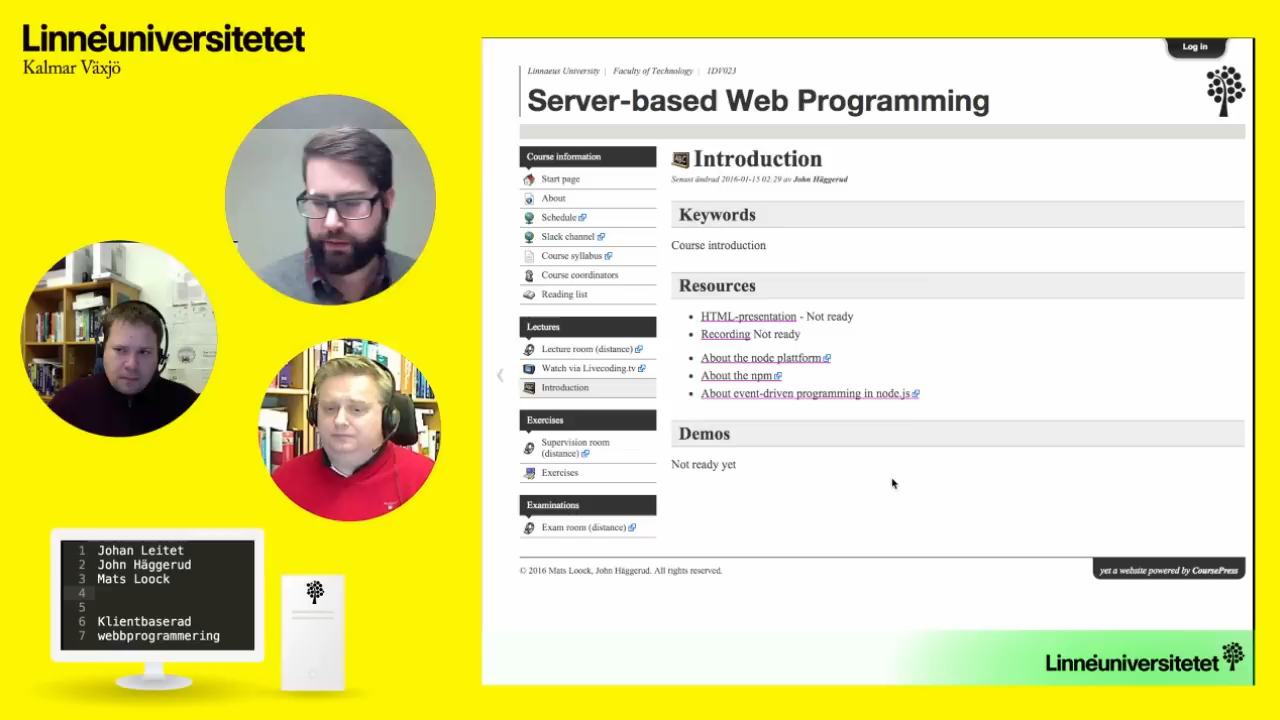 Linnéuniversitetet
Kalmar Växjö
1 Johan Leitet
2 John Häggerud
3 Mats Loock
4
5
6 Klientbaserad
7 webbprogrammering
Log in
Linnaeus University | Faculty of Technology | 1DV023
Server-based Web Programming
Course information
Start page
About
Schedule
Slack channel
Course syllabus
Course coordinators
Reading list
Lectures
Lecture room (distance)
Watch via Livecoding.tv
Introduction
Exercises
Supervision room
(distance)
Exercises
Examinations
Exam room (distance)
Introduction
Senast ändrad 2016-01-15 02:29 av John Häggerud
Keywords
Course introduction
Resources
HTML-presentation - Not ready
Recording Not ready
About the node plattform
About the npm
About event-driven programming in node.js
Demos
Not ready yet
© 2016 Mats Loock, John Häggerud. All rights reserved.
yet a website powered by CoursePress
Linnéuniversitetet